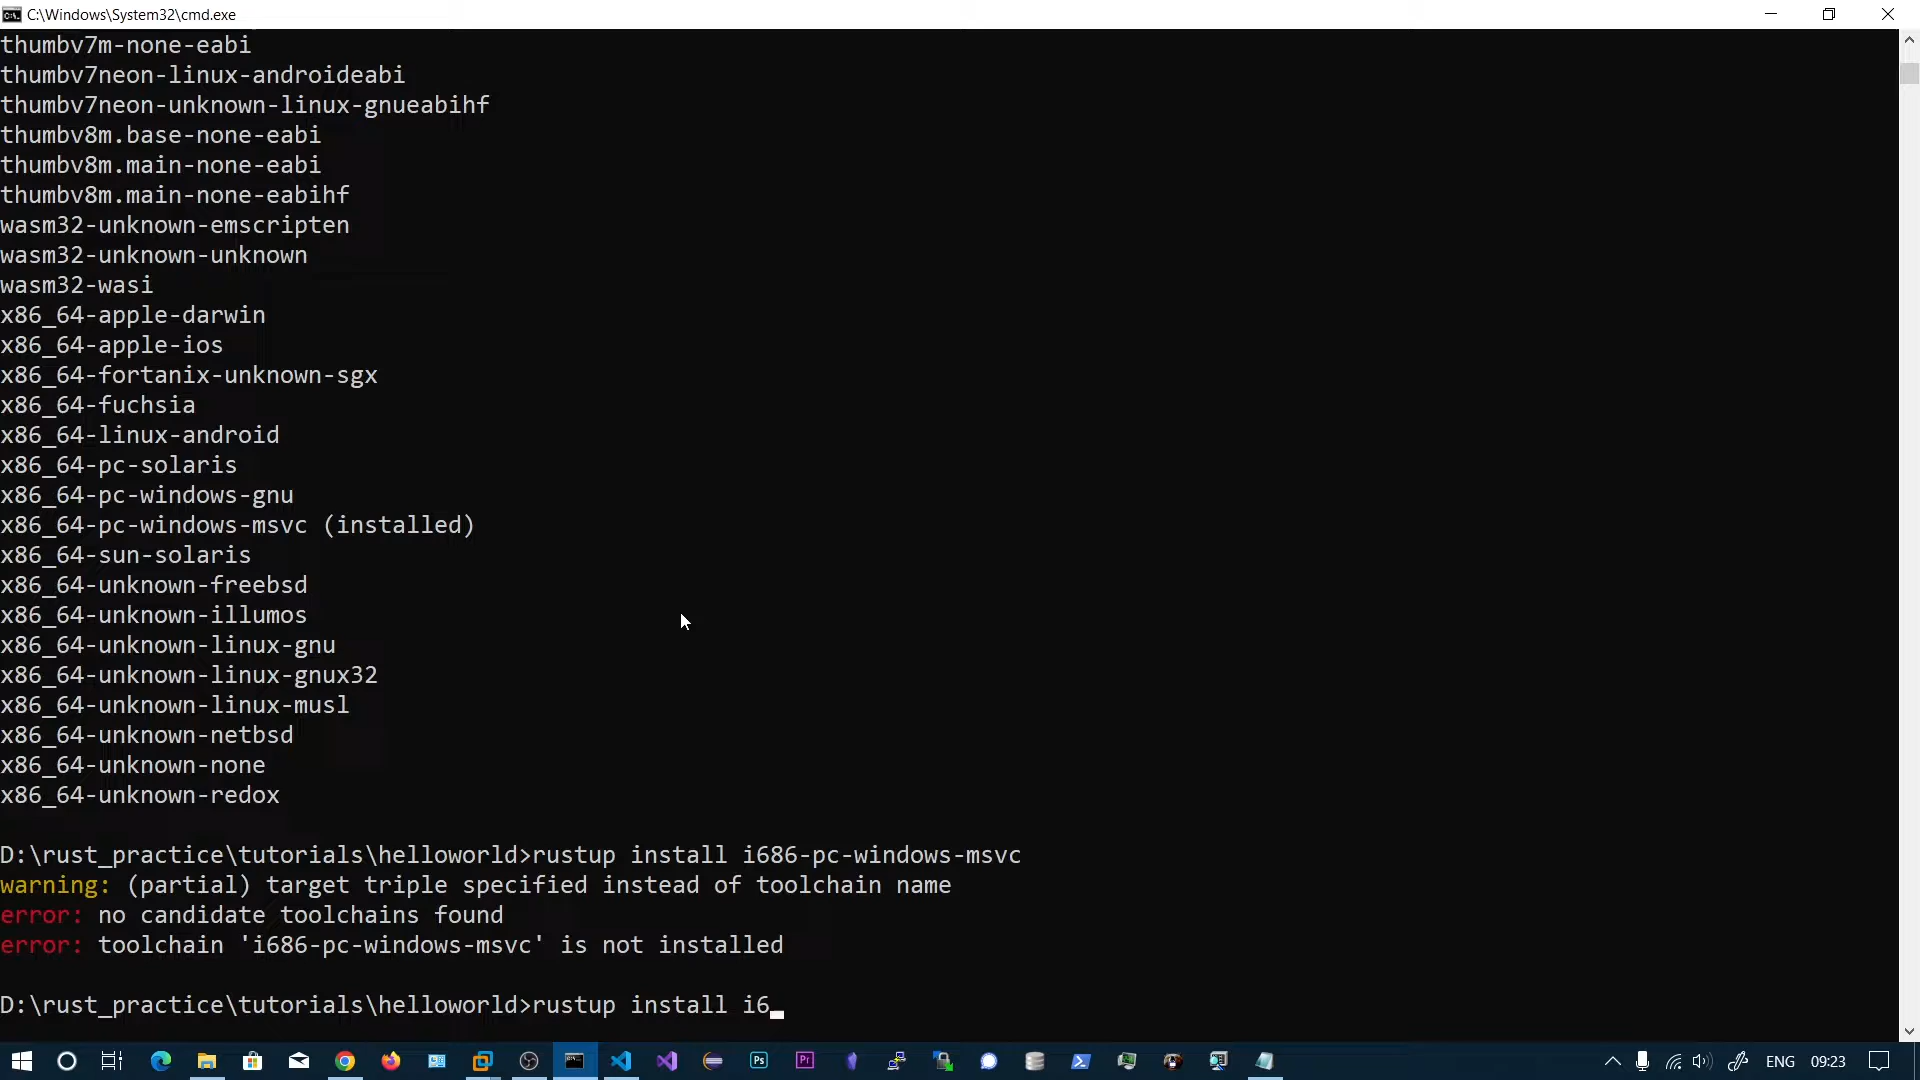 C:\Windows\System32\cmd.exe
thumbv7m-none-eabi
thumbv7neon-linux-androideabi
thumbv7neon-unknown-linux-gnueabihf
thumbv8m.base-none-eabi
thumbv8m.main-none-eabi
thumbv8m.main-none-eabihf
wasm32-unknown-emscripten
wasm32-unknown-unknown
wasm32-wasi
x86_64-apple-darwin
x86_64-apple-ios
x86_64-fortanix-unknown-sgx
x86_64-fuchsia
x86_64-linux-android
x86_64-pc-solaris
x86_64-pc-windows-gnu
x86_64-pc-windows-msvc (installed)
x86_64-sun-solaris
x86_64-unknown-freebsd
x86_64-unknown-illumos
x86_64-unknown-linux-gnu
x86_64-unknown-linux-gnux32
x86_64-unknown-linux-musl
x86_64-unknown-netbsd
x86_64-unknown-none
x86_64-unknown-redox
D:\rust_practice\tutorials\helloworld>rustup install i686-pc-windows-msvc
warning: (partial) target triple specified instead of toolchain name
error: no candidate toolchains found
error: toolchain 'i686-pc-windows-msvc' is not installed
D:\rust_practice\tutorials\helloworld>rustup install i6_
Ps
Pr
ENG
09:23